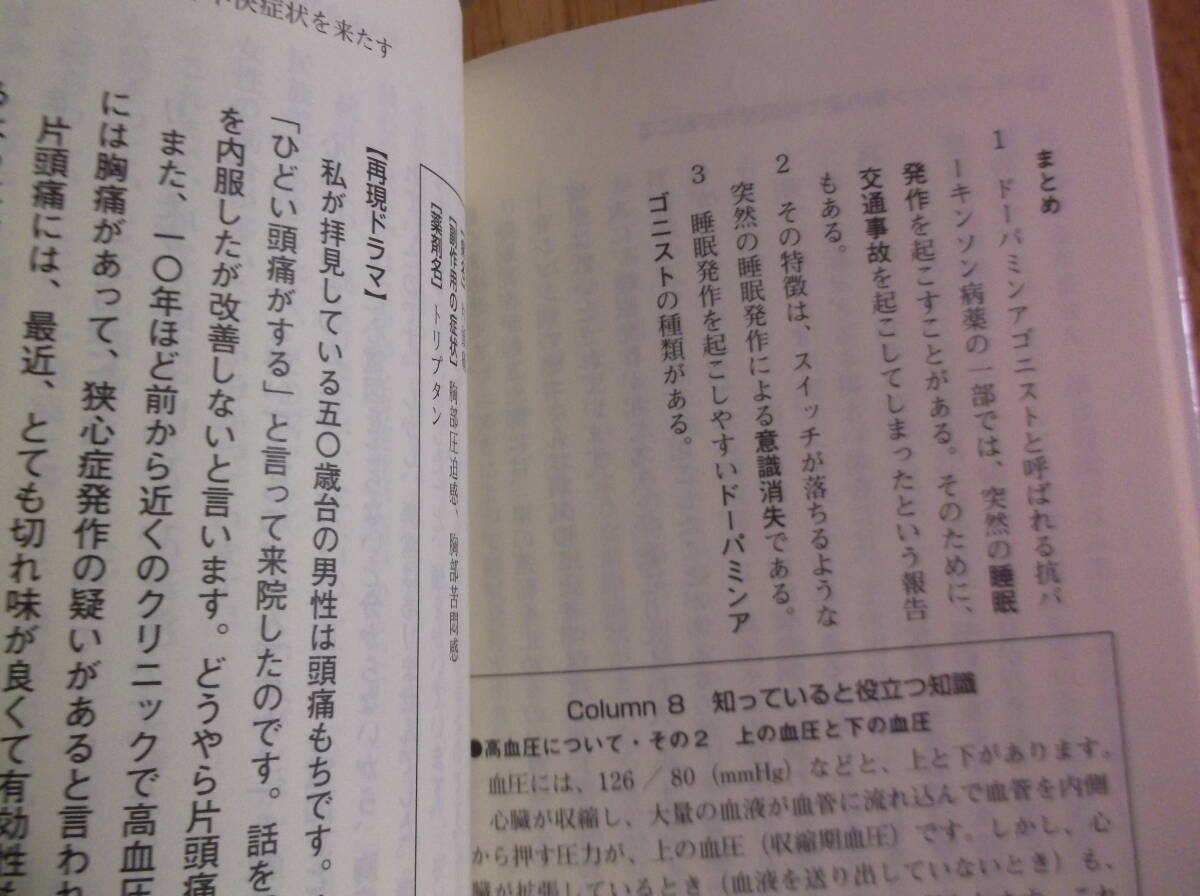 まとめ
1 ドーパミンアゴニストと呼ばれる抗パ
ーキンソン病薬の一部では、突然の睡眠
発作を起こすことがある。そのために、
交通事故を起こしてしまったという報告
もある。
2 その特徴は、スイッチが落ちるような
突然の睡眠発作による意識消失である。
3 睡眠発作を起こしやすいドーパミンア
ゴニストの種類がある。
Column 8 知っていると役立つ知識
●高血圧について・その2 上の血圧と下の血圧
血圧には、126／80（mmHg）などと、上と下があります。
心臓が収縮し、大量の血液が血管に流れ込んで血管を内側
から押す圧力が、上の血圧（収縮期血圧）です。しかし、心
臓が拡張しているとき（血液を送り出していないとき）も、
快症状を来たす
［副作用の症状］ 胸部圧迫感、胸部苦悶感
［薬剤名］ トリプタン
【再現ドラマ】
私が拝見している五〇歳台の男性は頭痛もちです。
「ひどい頭痛がする」と言って来院したのです。話を
を内服したが改善しないと言います。どうやら片頭痛
また、一〇年ほど前から近くのクリニックで高血圧
には胸痛があって、狭心症発作の疑いがあると言われ
片頭痛には、最近、とても切れ味が良くて有効性も